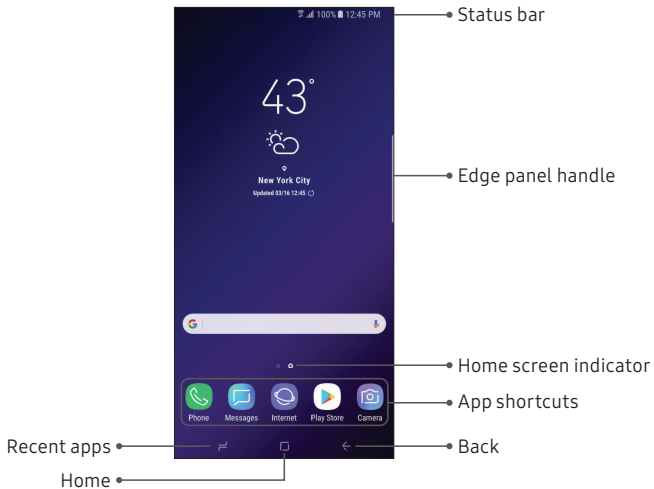 100% 12:45 PM
Status bar
43°
New York City
Updated 03/16 12:45
Edge panel handle
G
Home screen indicator
App shortcuts
Phone Messages Internet Play Store Camera
Recent apps
Back
Home